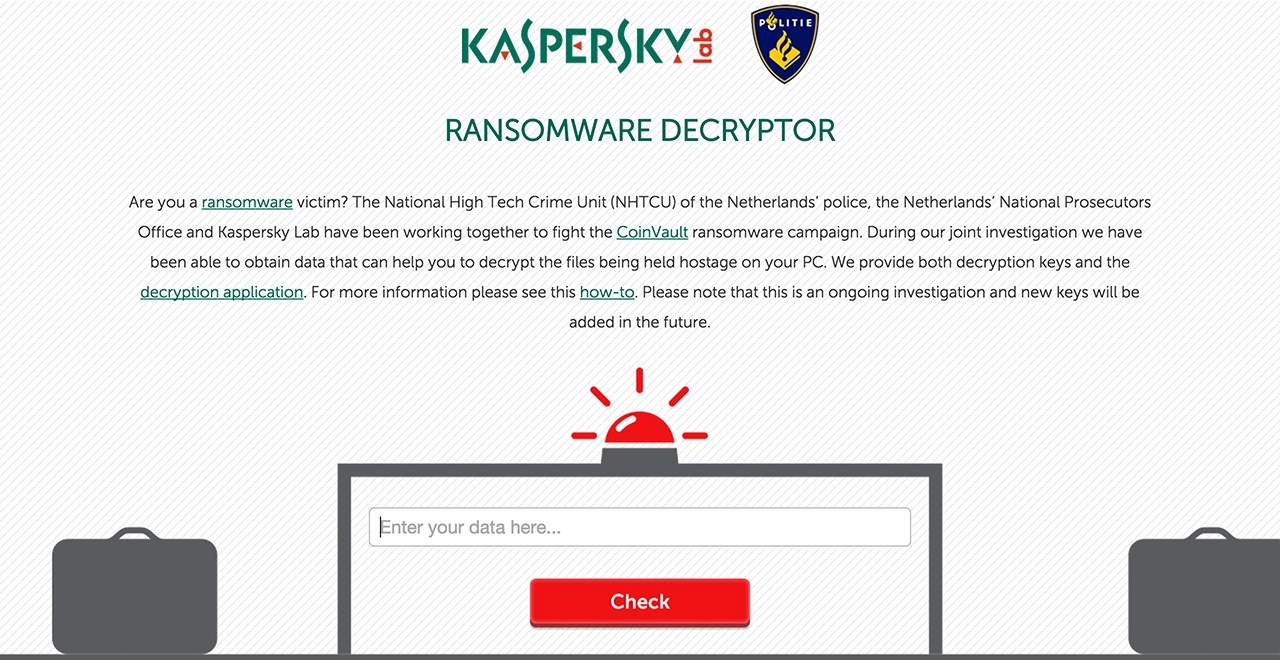 KASPERSKY lab
POLITIE
RANSOMWARE DECRYPTOR
Are you a ransomware victim? The National High Tech Crime Unit (NHTCU) of the Netherlands’ police, the Netherlands’ National Prosecutors
Office and Kaspersky Lab have been working together to fight the CoinVault ransomware campaign. During our joint investigation we have
been able to obtain data that can help you to decrypt the files being held hostage on your PC. We provide both decryption keys and the
decryption application. For more information please see this how-to. Please note that this is an ongoing investigation and new keys will be
added in the future.
Enter your data here...
Check